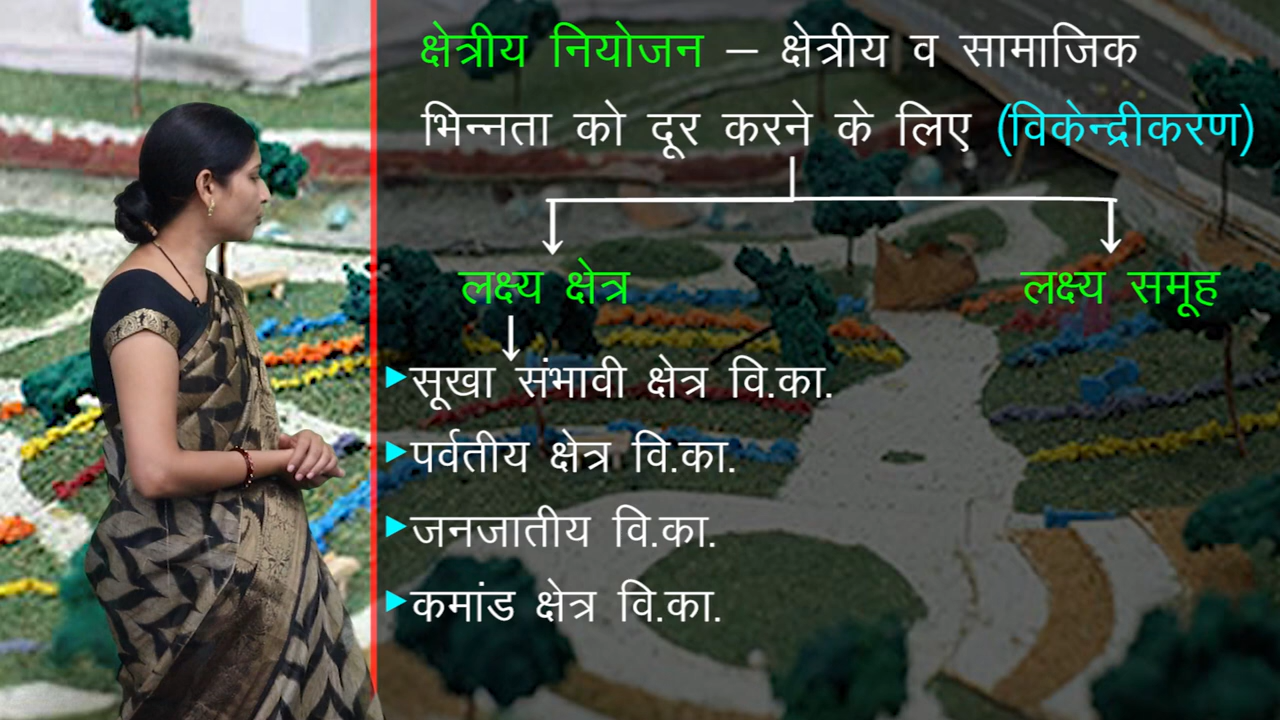 क्षेत्रीय नियोजन – क्षेत्रीय व सामाजिक
भिन्नता को दूर करने के लिए (विकेन्द्रीकरण)
लक्ष्य क्षेत्र
लक्ष्य समूह
सूखा संभावी क्षेत्र वि.का.
पर्वतीय क्षेत्र वि.का.
जनजातीय वि.का.
कमांड क्षेत्र वि.का.